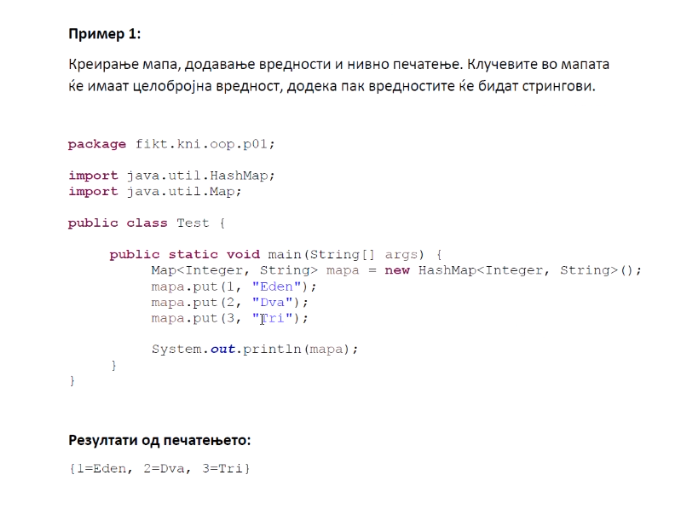 Пример 1:
Креирање мапа, додавање вредности и нивно печатење. Клучевите во мапата
ќе имаат целобројна вредност, додека пак вредностите ќе бидат стрингови.
package fikt.kni.oop.p01;
import java.util.HashMap;
import java.util.Map;
public class Test {
public static void main(String[] args) {
Map<Integer, String> mapa = new HashMap<Integer, String>();
mapa.put(1, "Eden");
mapa.put(2, "Dva");
mapa.put(3, "Tri");
System.out.println(mapa);
}
}
Резултати од печатењето:
{1=Eden, 2=Dva, 3=Tri}